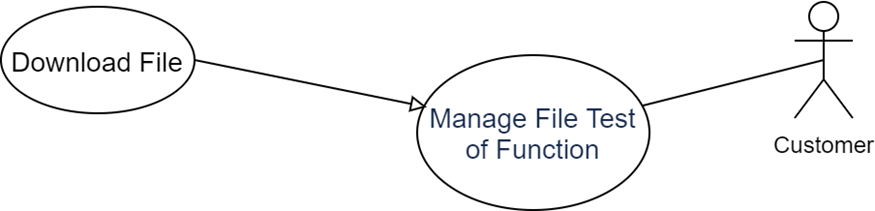 Download File
Manage File Test
of Function
Customer